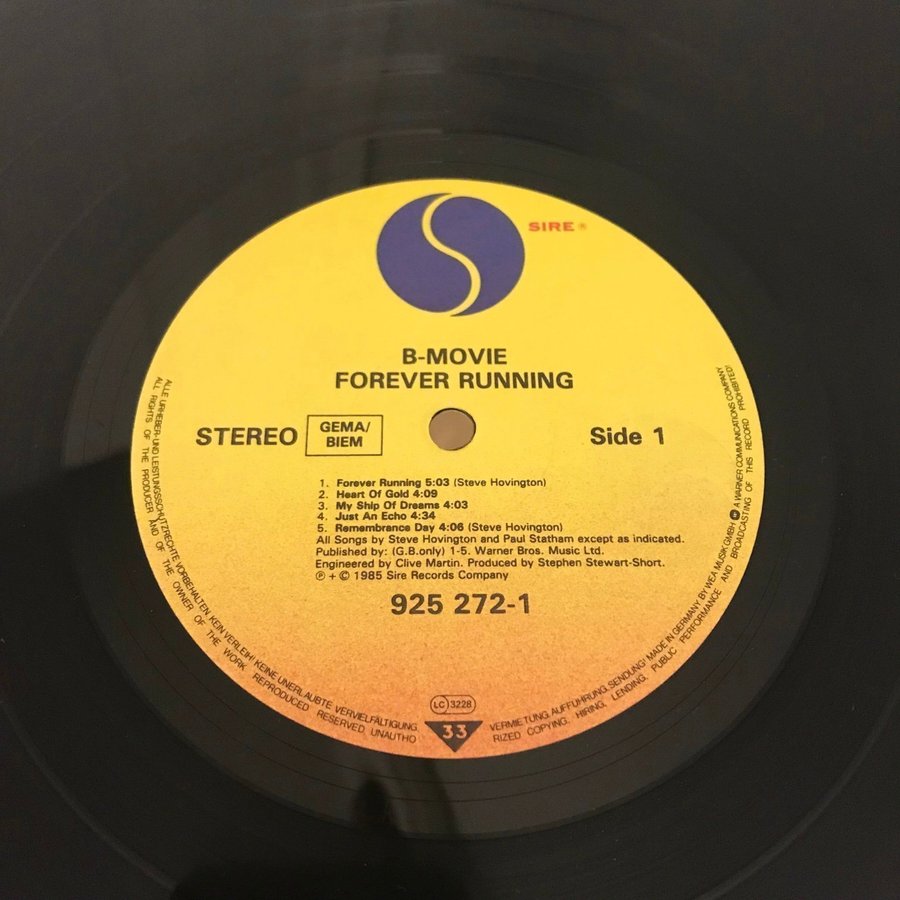 SIRE ®
B-MOVIE
FOREVER RUNNING
STEREO
GEMA/
BIEM
Side 1
1. Forever Running 5:03 (Steve Hovington)
2. Heart Of Gold 4:09
3. My Ship Of Dreams 4:03
4. Just An Echo 4:34
5. Remembrance Day 4:06 (Steve Hovington)
All Songs by Steve Hovington and Paul Statham except as indicated.
Published by: (G.B.only) 1-5. Warner Bros. Music Ltd.
Engineered by Clive Martin. Produced by Stephen Stewart-Short.
℗ + © 1985 Sire Records Company
925 272-1
LC 3228
33
ALLE URHEBER-UND LEISTUNGSSCHUTZRECHTE VORBEHALTEN. KEIN VERLEIH! KEINE UNERLAUBTE VERVIELFÄLTIGUNG, VERMIETUNG, AUFFÜHRUNG, SENDUNG! MADE IN GERMANY. BY WEA MUSIK GMBH A WARNER COMMUNICATIONS COMPANY
ALL RIGHTS OF THE PRODUCER AND OF THE OWNER OF THE WORK REPRODUCED RESERVED. UNAUTHORIZED COPYING, HIRING, LENDING, PUBLIC PERFORMANCE AND BROADCASTING OF THIS RECORD PROHIBITED!